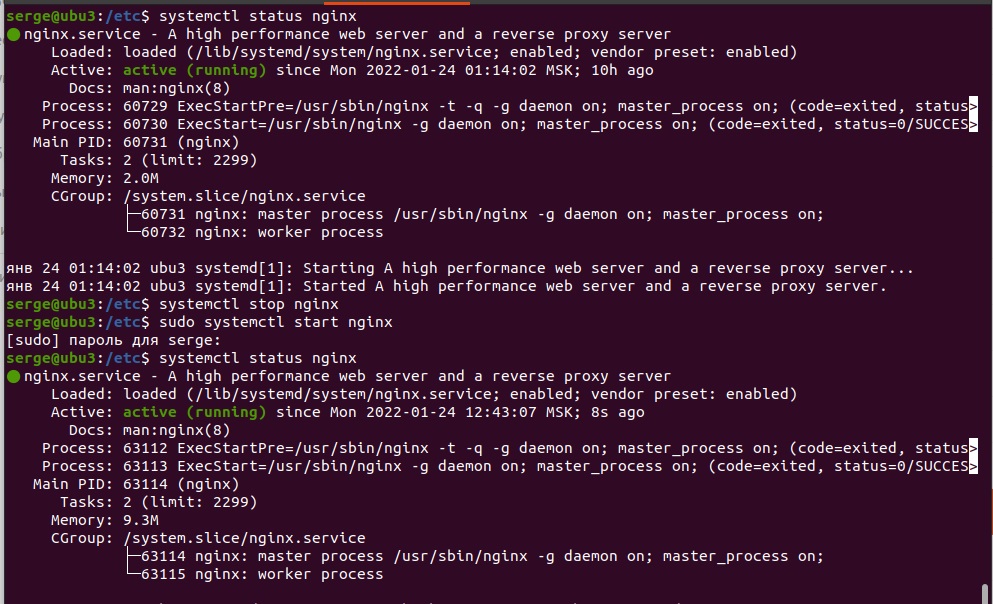 serge@ubu3:/etc$ systemctl status nginx
nginx.service - A high performance web server and a reverse proxy server
Loaded: loaded (/lib/systemd/system/nginx.service; enabled; vendor preset: enabled)
Active: active (running) since Mon 2022-01-24 01:14:02 MSK; 10h ago
Docs: man:nginx(8)
Process: 60729 ExecStartPre=/usr/sbin/nginx -t -q -g daemon on; master_process on; (code=exited, status>
Process: 60730 ExecStart=/usr/sbin/nginx -g daemon on; master_process on; (code=exited, status=0/SUCCES>
Main PID: 60731 (nginx)
Tasks: 2 (limit: 2299)
Memory: 2.0M
CGroup: /system.slice/nginx.service
├─60731 nginx: master process /usr/sbin/nginx -g daemon on; master_process on;
└─60732 nginx: worker process
янв 24 01:14:02 ubu3 systemd[1]: Starting A high performance web server and a reverse proxy server...
янв 24 01:14:02 ubu3 systemd[1]: Started A high performance web server and a reverse proxy server.
serge@ubu3:/etc$ systemctl stop nginx
serge@ubu3:/etc$ sudo systemctl start nginx
[sudo] пароль для serge:
serge@ubu3:/etc$ systemctl status nginx
nginx.service - A high performance web server and a reverse proxy server
Loaded: loaded (/lib/systemd/system/nginx.service; enabled; vendor preset: enabled)
Active: active (running) since Mon 2022-01-24 12:43:07 MSK; 8s ago
Docs: man:nginx(8)
Process: 63112 ExecStartPre=/usr/sbin/nginx -t -q -g daemon on; master_process on; (code=exited, status>
Process: 63113 ExecStart=/usr/sbin/nginx -g daemon on; master_process on; (code=exited, status=0/SUCCES>
Main PID: 63114 (nginx)
Tasks: 2 (limit: 2299)
Memory: 9.3M
CGroup: /system.slice/nginx.service
├─63114 nginx: master process /usr/sbin/nginx -g daemon on; master_process on;
└─63115 nginx: worker process